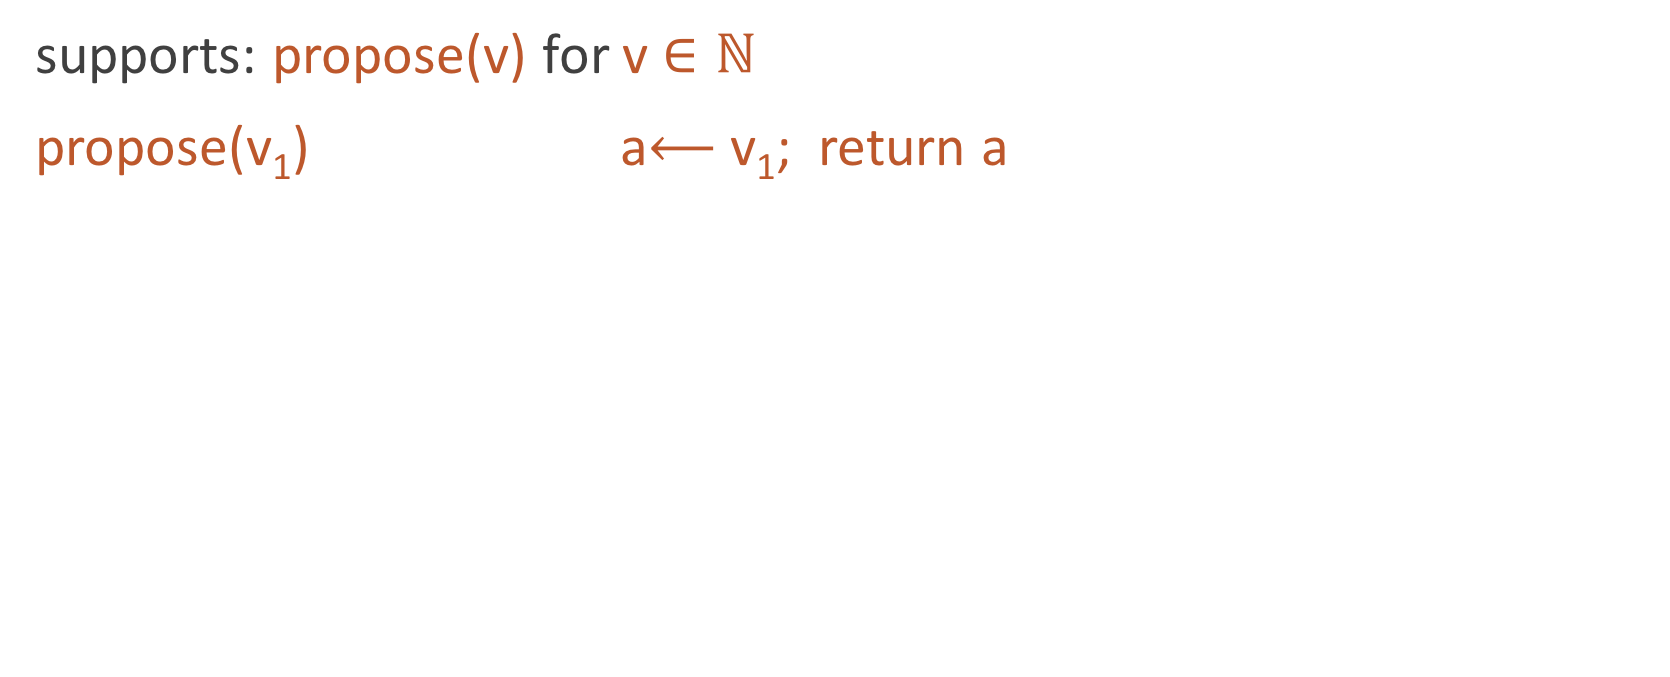 supports: propose(v) for v ∈ ℕ
propose(v₁) a⟵ v₁; return a